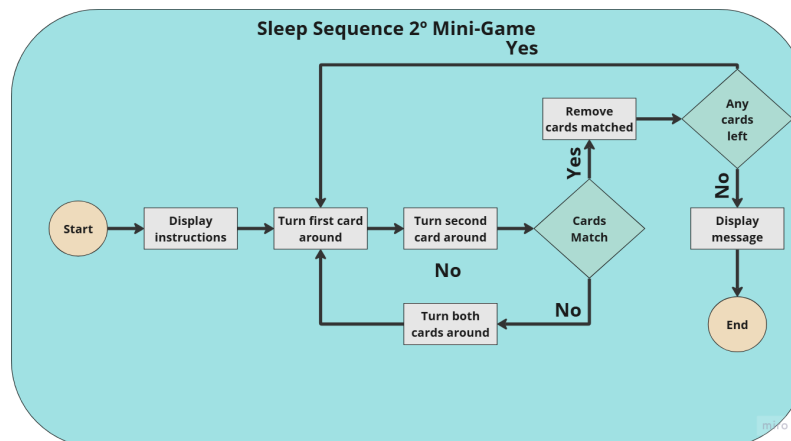 Sleep Sequence 2º Mini-Game
Yes
Any
cards
left
Remove
cards matched
Yes
No
Start
Display
instructions
Turn first card
around
Turn second
card around
Cards
Match
Display
message
No
No
Turn both
cards around
End
miro